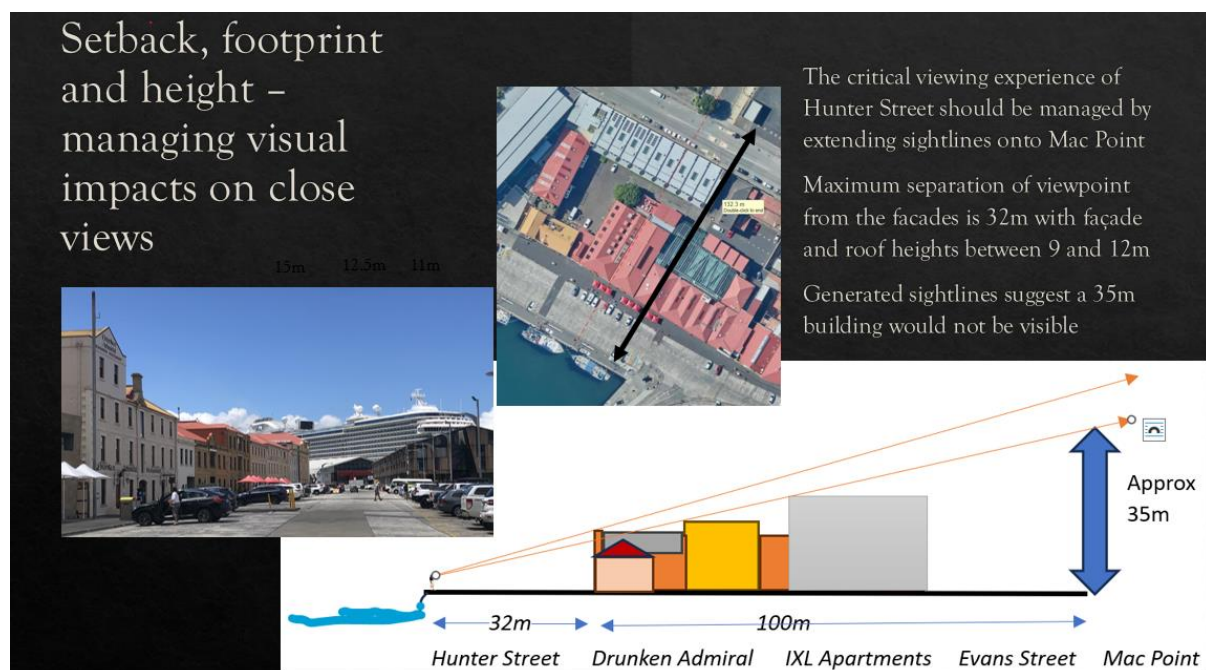 Setback, footprint
and height –
managing visual
impacts on close
views
15m 12.5m 11m
132.3 m
The critical viewing experience of
Hunter Street should be managed by
extending sightlines onto Mac Point
Maximum separation of viewpoint
from the facades is 32m with façade
and roof heights between 9 and 12m
Generated sightlines suggest a 35m
building would not be visible
Approx
35m
32m 100m
Hunter Street Drunken Admiral IXL Apartments Evans Street Mac Point